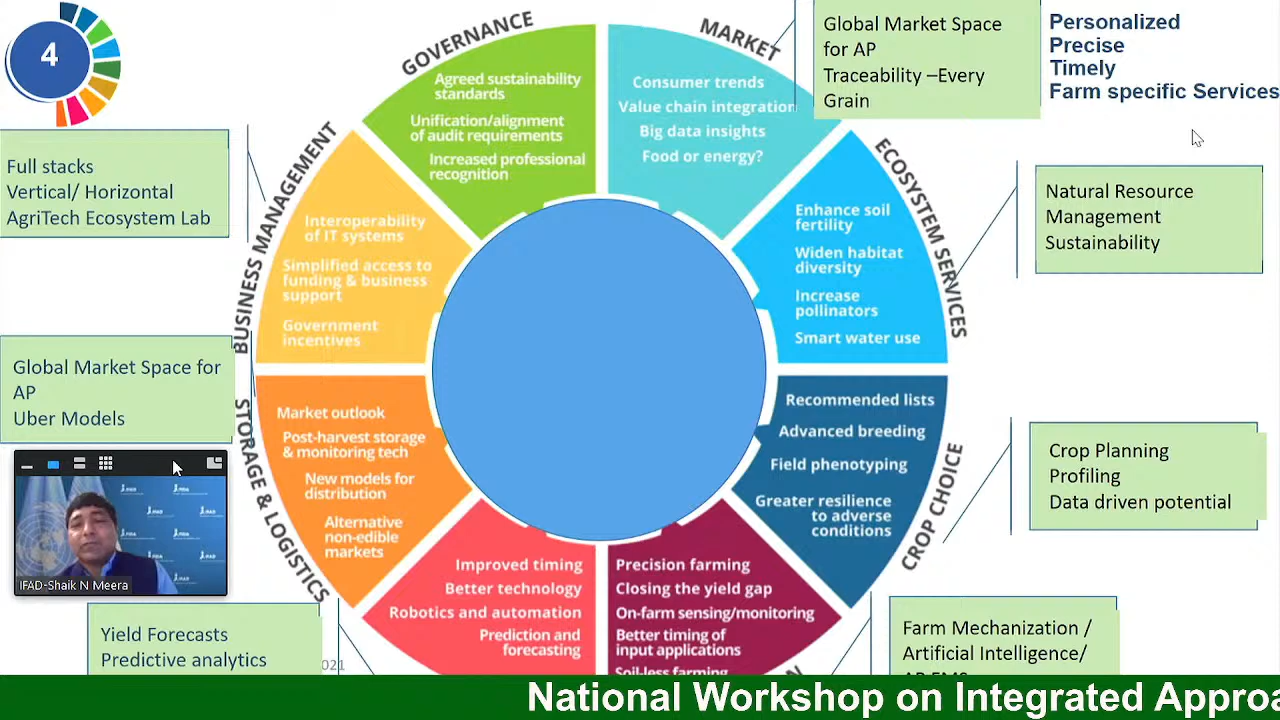 4
GOVERNANCE
Agreed sustainability
standards
Unification/alignment
of audit requirements
Increased professional
recognition
MARKET
Consumer trends
Value chain integration
Big data insights
Food or energy?
Global Market Space
for AP
Traceability –Every
Grain
Personalized
Precise
Timely
Farm specific Services
Full stacks
Vertical/ Horizontal
AgriTech Ecosystem Lab
BUSINESS MANAGEMENT
Interoperability
of IT systems
Simplified access to
funding & business
support
Government
incentives
ECOSYSTEM SERVICES
Enhance soil
fertility
Widen habitat
diversity
Increase
pollinators
Smart water use
Natural Resource
Management
Sustainability
Global Market Space for
AP
Uber Models
STORAGE & LOGISTICS
Market outlook
Post-harvest storage
& monitoring tech
New models for
distribution
Alternative
non-edible
markets
CROP CHOICE
Recommended lists
Advanced breeding
Field phenotyping
Greater resilience
to adverse
conditions
Crop Planning
Profiling
Data driven potential
IFAD-Shaik N Meera
Improved timing
Better technology
Robotics and automation
Prediction and
forecasting
Precision farming
Closing the yield gap
On-farm sensing/monitoring
Better timing of
input applications
Soil-less farming
Yield Forecasts
Predictive analytics
021
Farm Mechanization /
Artificial Intelligence/
National Workshop on Integrated Approa